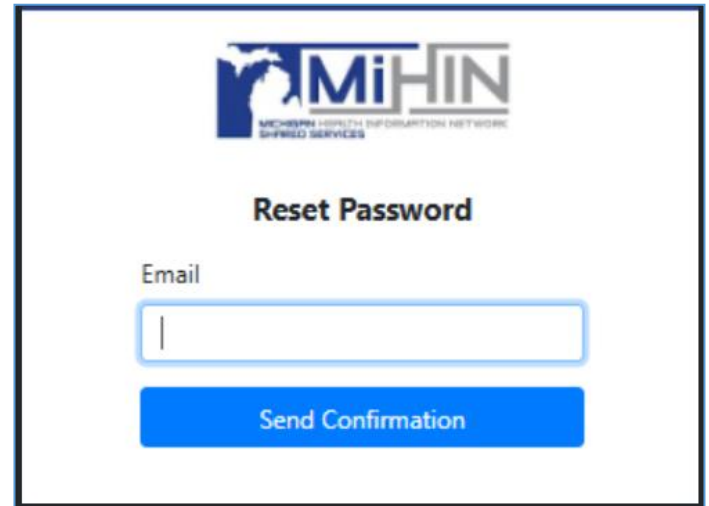 MiHIN
MICHIGAN HEALTH INFORMATION NETWORK
SHARED SERVICES
Reset Password
Email
Send Confirmation